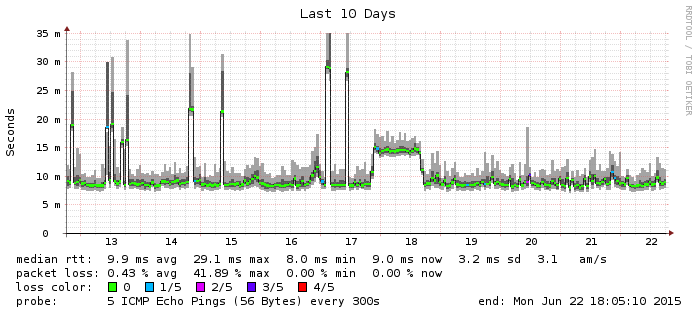 Last 10 Days
RRDTOOL / TOBI OETIKER
Seconds
35 m
30 m
25 m
20 m
15 m
10 m
5 m
0
13 14 15 16 17 18 19 20 21 22
median rtt: 9.9 ms avg 29.1 ms max 8.0 ms min 9.0 ms now 3.2 ms sd 3.1 am/s
packet loss: 0.43 % avg 41.89 % max 0.00 % min 0.00 % now
loss color: 0 1/5 2/5 3/5 4/5
probe: 5 ICMP Echo Pings (56 Bytes) every 300s end: Mon Jun 22 18:05:10 2015